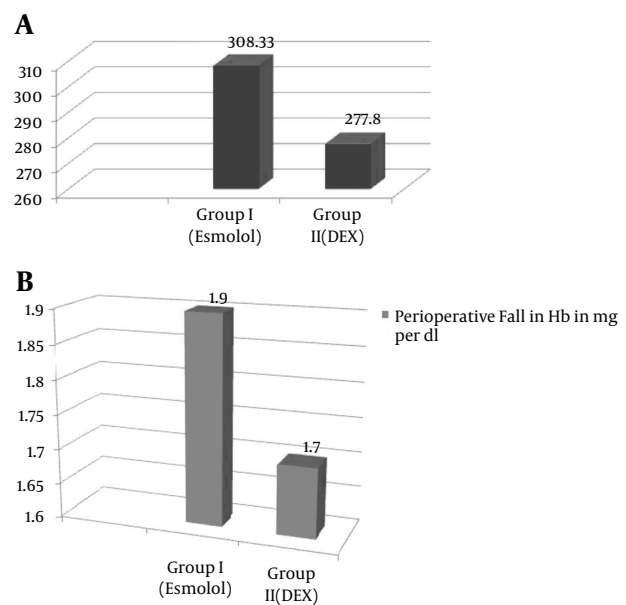 A
308.33
310
300
290
280
270
260
277.8
Group I
(Esmolol)
Group
II(DEX)
B
1.9
1.9
1.85
1.8
1.75
1.7
1.65
1.6
1.7
Perioperative Fall in Hb in mg
per dl
Group I
(Esmolol)
Group
II(DEX)